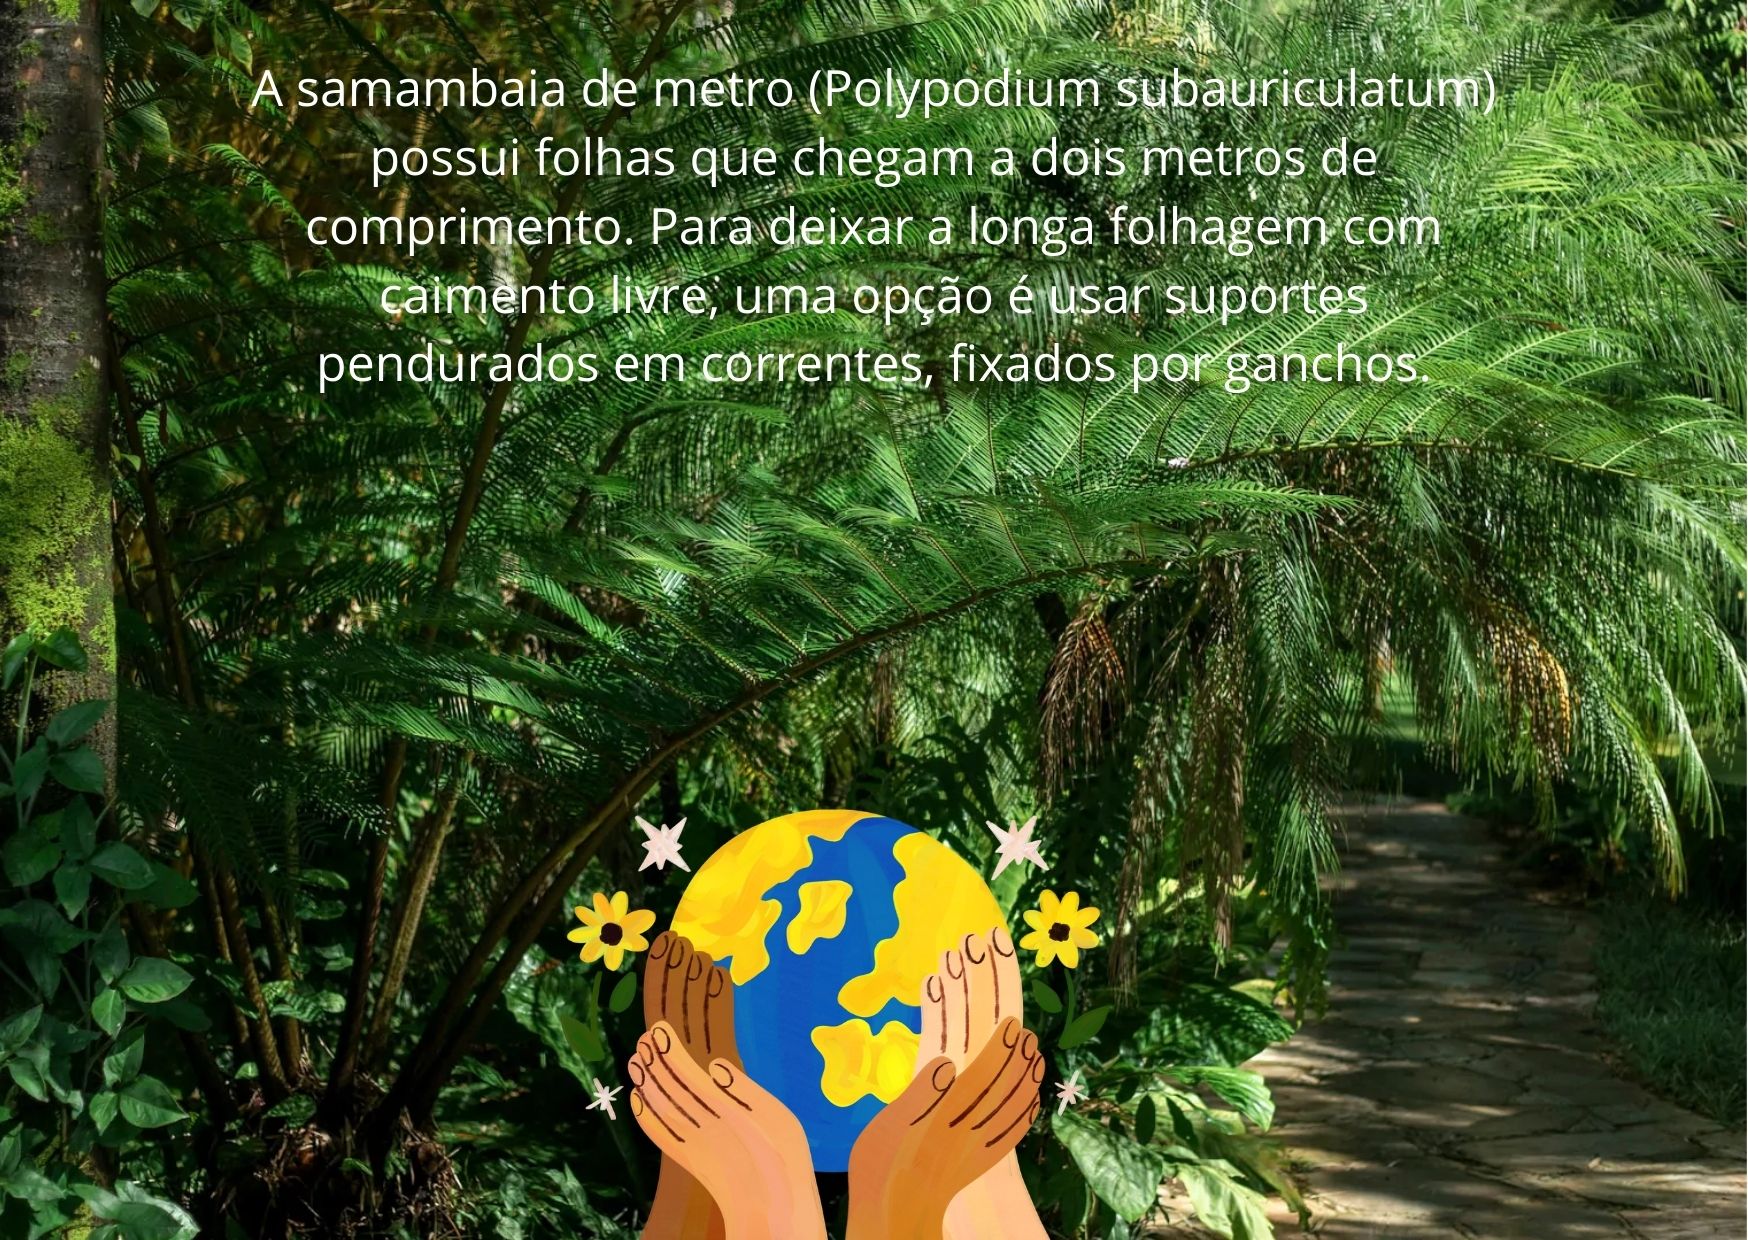 A samambaia de metro (Polypodium subauriculatum)
possui folhas que chegam a dois metros de
comprimento. Para deixar a longa folhagem com
caimento livre, uma opção é usar suportes
pendurados em correntes, fixados por ganchos.